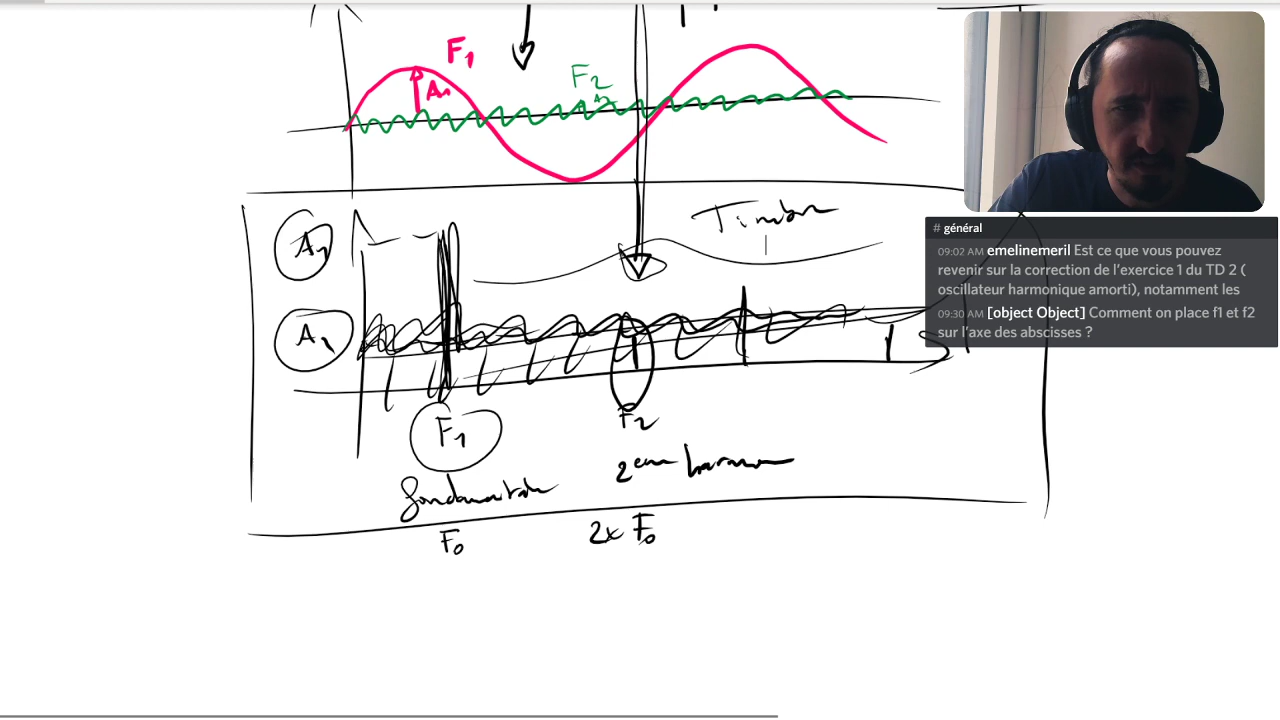 F1
F2
A1
A2
Timbre
A1
A1
F1
F2
2eme harmonique
fondamentale
F0
2x F0
# général
09:02 AM emelinemeril Est ce que vous pouvez
revenir sur la correction de l'exercice 1 du TD 2 (
oscillateur harmonique amorti), notamment les
09:30 AM [object Object] Comment on place f1 et f2
sur l'axe des abscisses ?